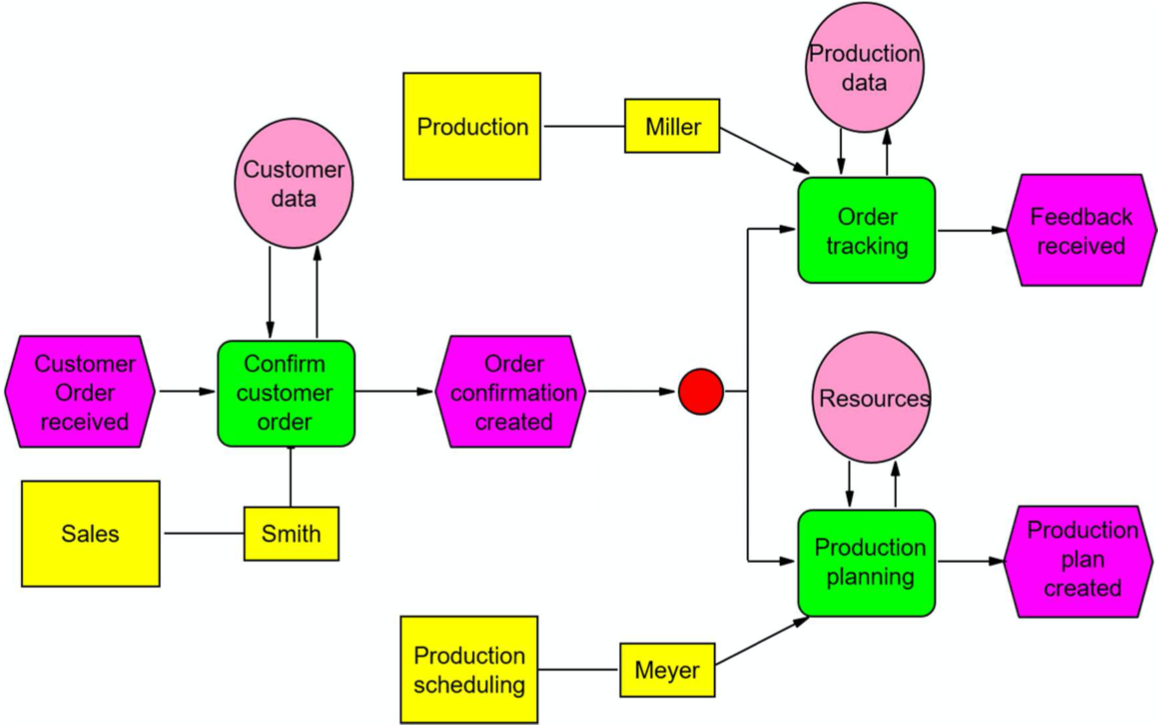 Production
data
Production
Miller
Customer
data
Order
tracking
Feedback
received
Customer
Order
received
Confirm
customer
order
Order
confirmation
created
Resources
Sales
Smith
Production
planning
Production
plan
created
Production
scheduling
Meyer